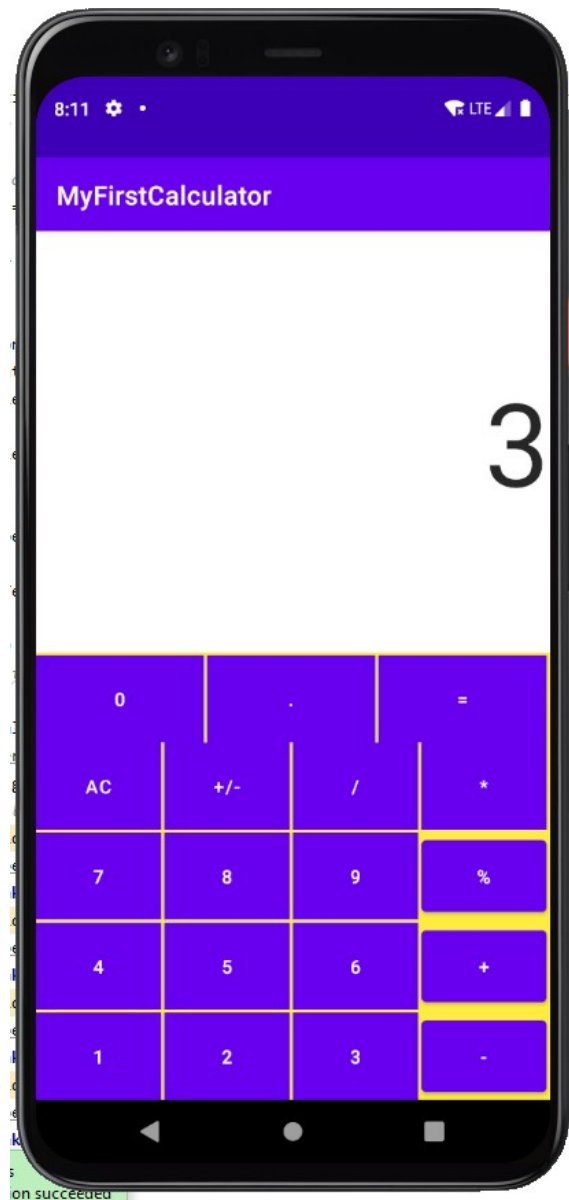 8:11 LTE
MyFirstCalculator
3
0 . =
AC +/- / *
7 8 9 %
4 5 6 +
1 2 3 -
on succeeded